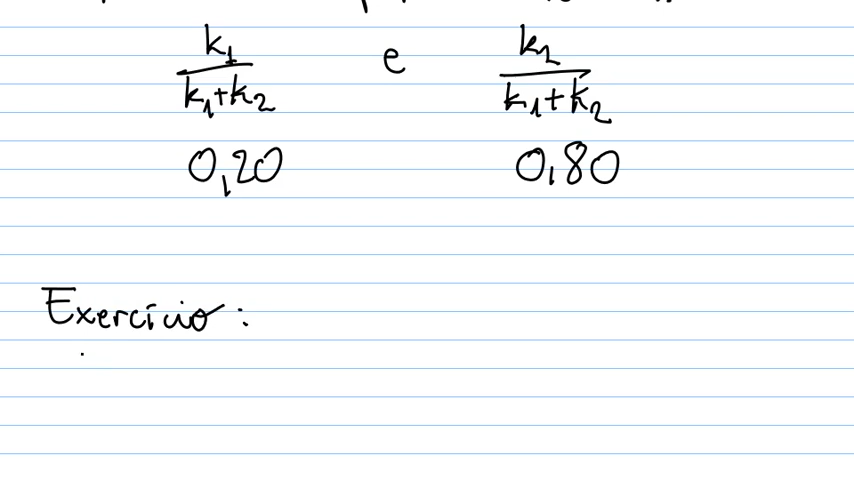 k₁ e k₂
k₁+k₂ k₁+k₂
0,20 0,80
Exercício: